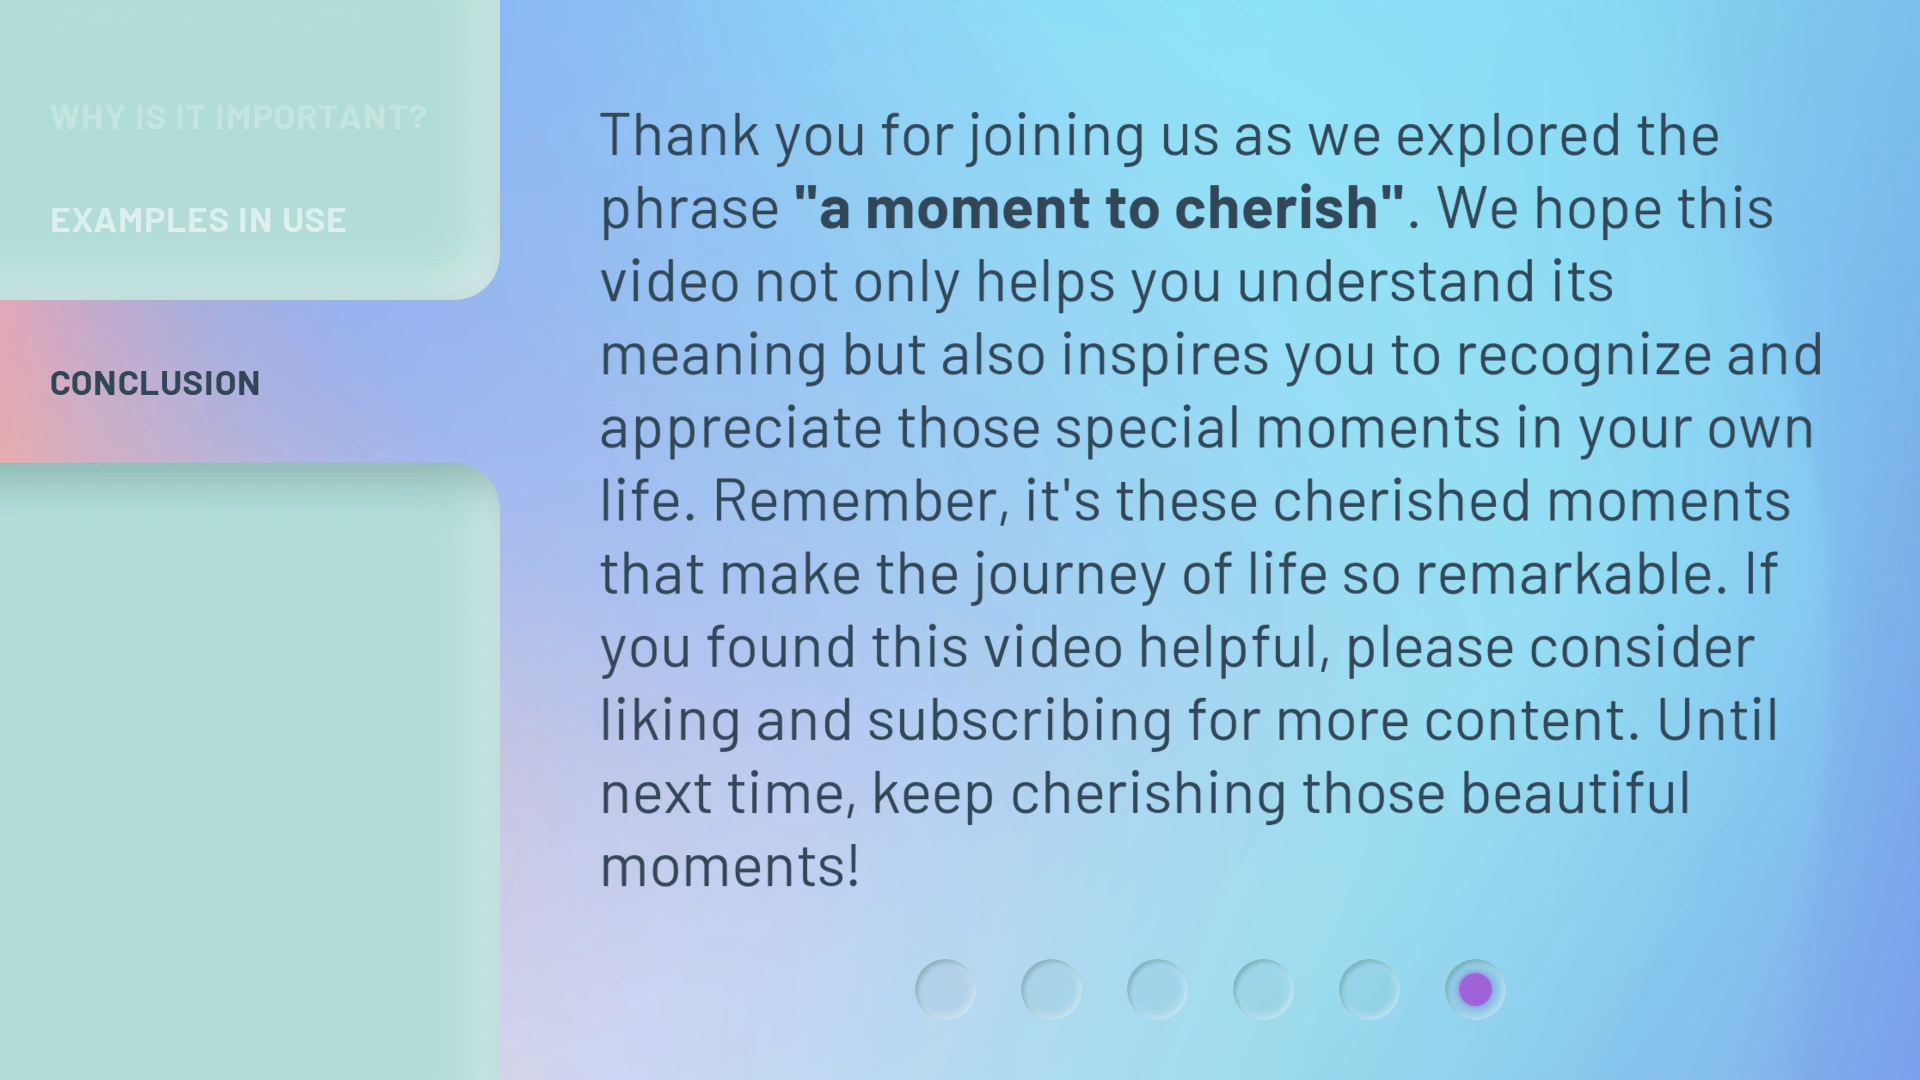 WHY IS IT IMPORTANT?
EXAMPLES IN USE
CONCLUSION
Thank you for joining us as we explored the
phrase "a moment to cherish". We hope this
video not only helps you understand its
meaning but also inspires you to recognize and
appreciate those special moments in your own
life. Remember, it's these cherished moments
that make the journey of life so remarkable. If
you found this video helpful, please consider
liking and subscribing for more content. Until
next time, keep cherishing those beautiful
moments!